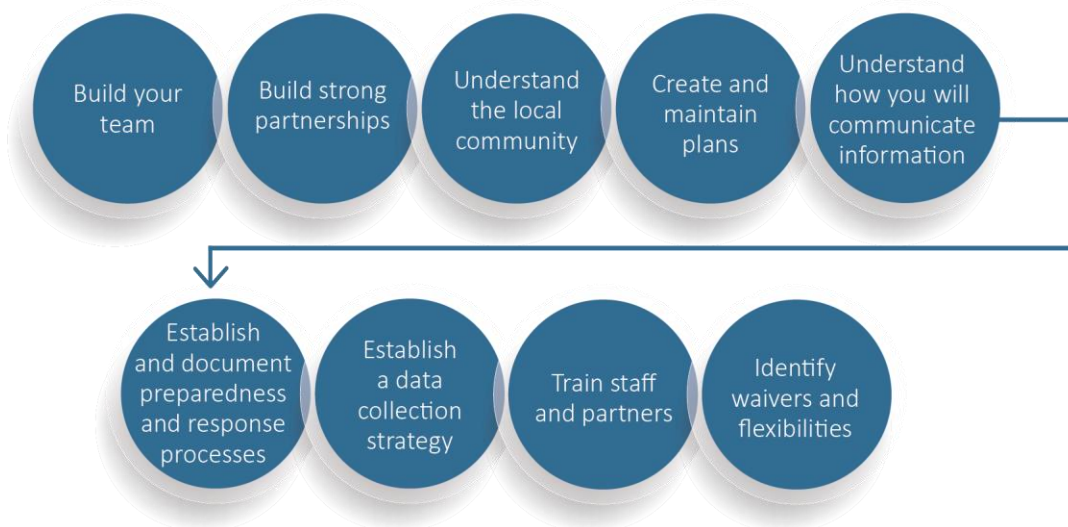 Build your
team
Build strong
partnerships
Understand
the local
community
Create and
maintain
plans
Understand
how you will
communicate
information
Establish
and document
preparedness
and response
processes
Establish
a data
collection
strategy
Train staff
and partners
Identify
waivers and
flexibilities